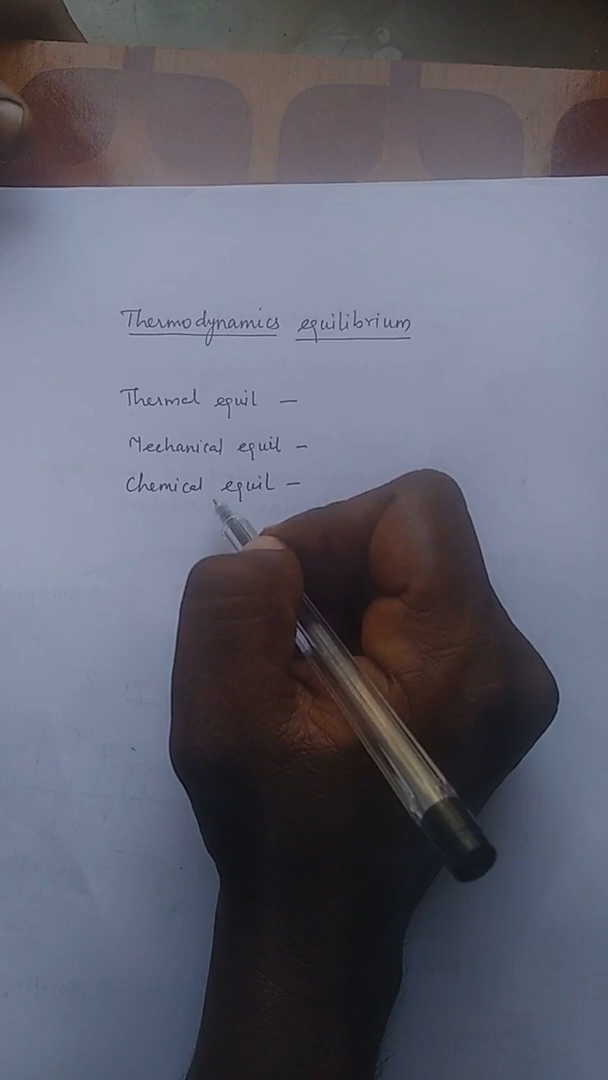 Thermodynamics equilibrium
Thermal equil –
Mechanical equil –
Chemical equil –